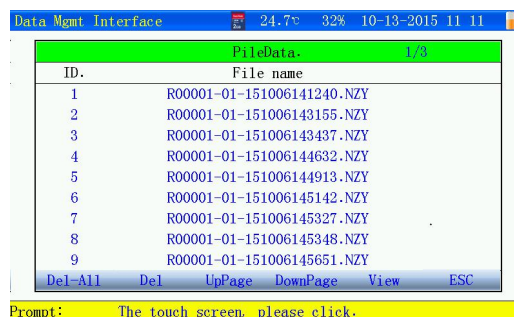 Data Mgmt Interface 24.7℃ 32% 10-13-2015 11 11
PileData. 1/3
ID. File name
1 R00001-01-151006141240.NZY
2 R00001-01-151006143155.NZY
3 R00001-01-151006143437.NZY
4 R00001-01-151006144632.NZY
5 R00001-01-151006144913.NZY
6 R00001-01-151006145142.NZY
7 R00001-01-151006145327.NZY
8 R00001-01-151006145348.NZY
9 R00001-01-151006145651.NZY
Del-All Del UpPage DownPage View ESC
Prompt: The touch screen, please click.